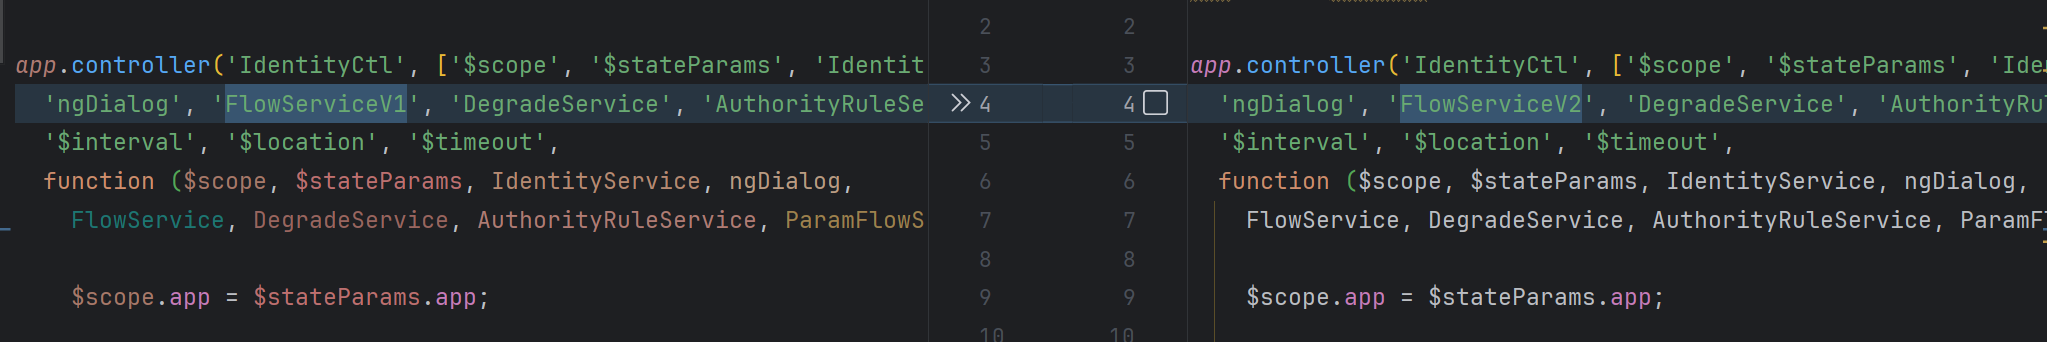 2 2
app.controller('IdentityCtl', ['$scope', '$stateParams', 'Identit 3 3 app.controller('IdentityCtl', ['$scope', '$stateParams', 'Ide
'ngDialog', 'FlowServiceV1', 'DegradeService', 'AuthorityRuleSe 4 4 'ngDialog', 'FlowServiceV2', 'DegradeService', 'AuthorityRul
'$interval', '$location', '$timeout', 5 5 '$interval', '$location', '$timeout',
function ($scope, $stateParams, IdentityService, ngDialog, 6 6 function ($scope, $stateParams, IdentityService, ngDialog,
FlowService, DegradeService, AuthorityRuleService, ParamFlowS 7 7 FlowService, DegradeService, AuthorityRuleService, ParamFl
8 8
$scope.app = $stateParams.app; 9 9 $scope.app = $stateParams.app;
10 10